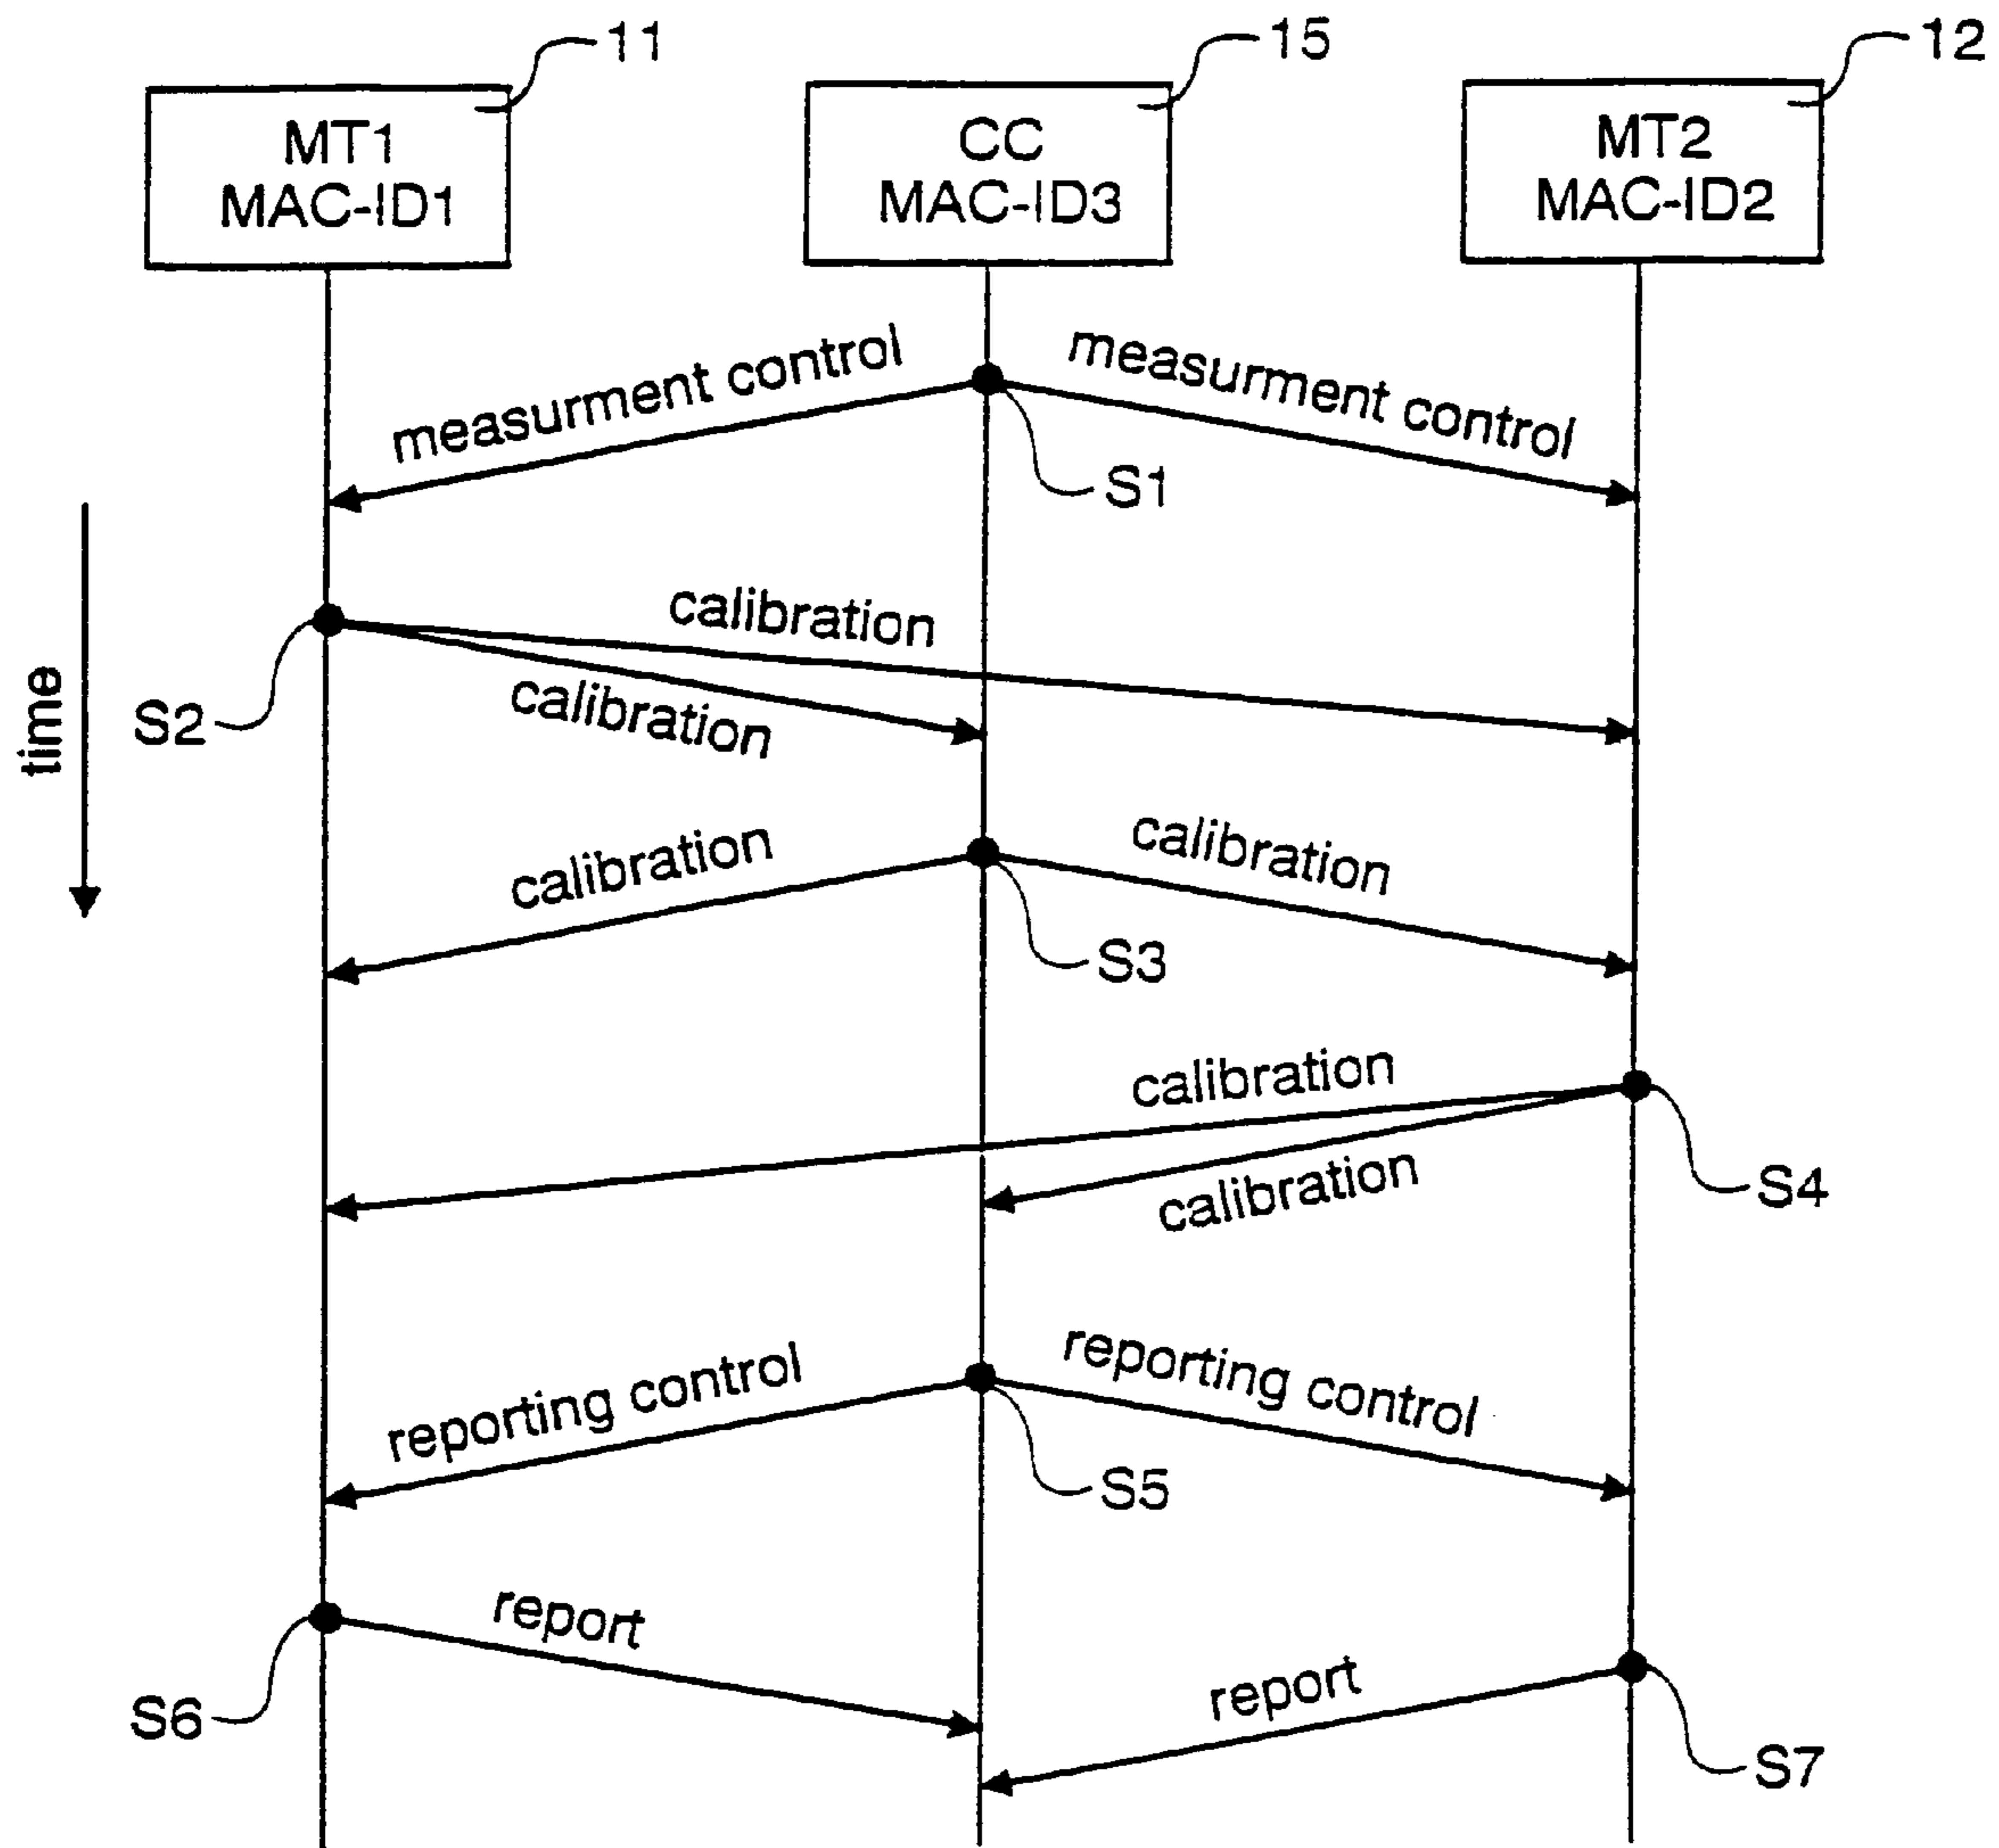 11
15
12
MT1
MAC-ID1
CC
MAC-ID3
MT2
MAC-ID2
measurment control
measurment control
S1
time
calibration
S2
calibration
calibration
calibration
S3
calibration
calibration
S4
reporting control
reporting control
S5
report
report
S6
S7